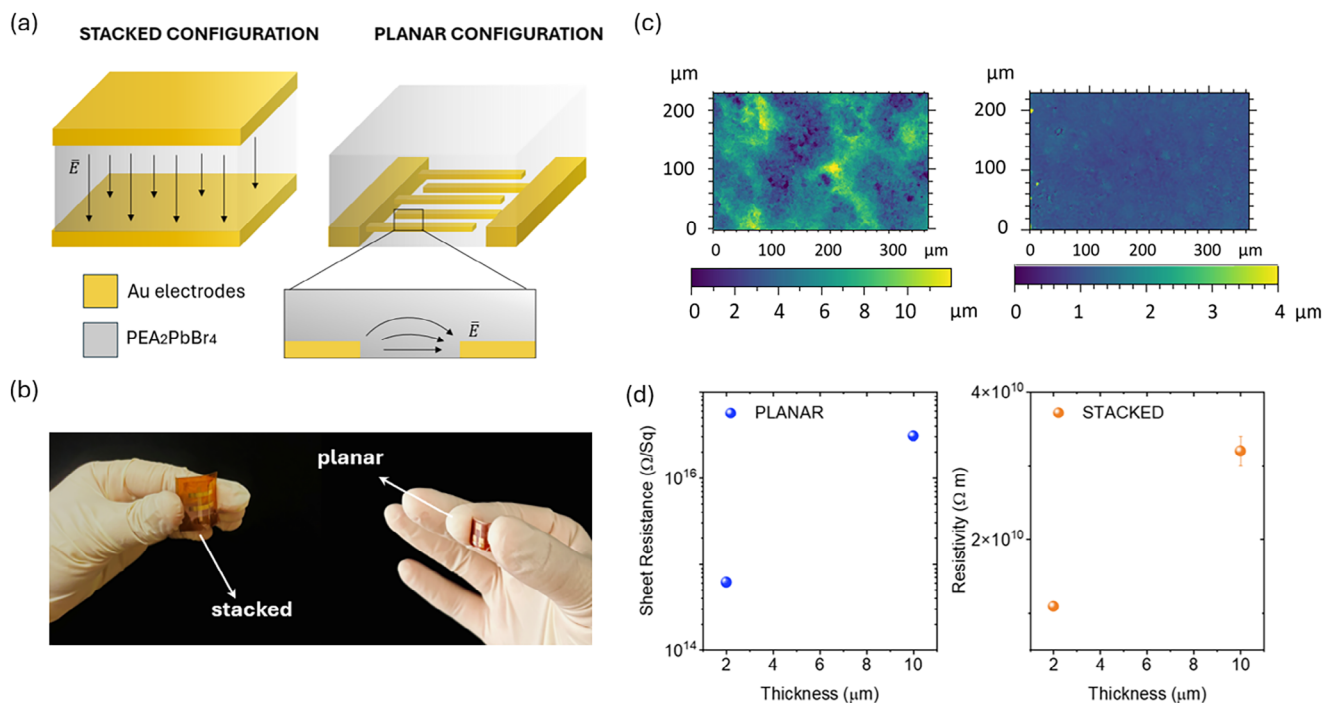 (a)
STACKED CONFIGURATION
PLANAR CONFIGURATION
E̅
Au electrodes
PEA2PbBr4
E̅
(b)
planar
stacked
(c)
μm
200
100
0
0 100 200 300 μm
0 2 4 6 8 10 μm
μm
200
100
0
0 100 200 300 μm
0 1 2 3 4 μm
(d)
PLANAR
Sheet Resistance (Ω/Sq)
10^16
10^14
2 4 6 8 10
Thickness (μm)
STACKED
Resistivity (Ω m)
4×10^10
2×10^10
2 4 6 8 10
Thickness (μm)